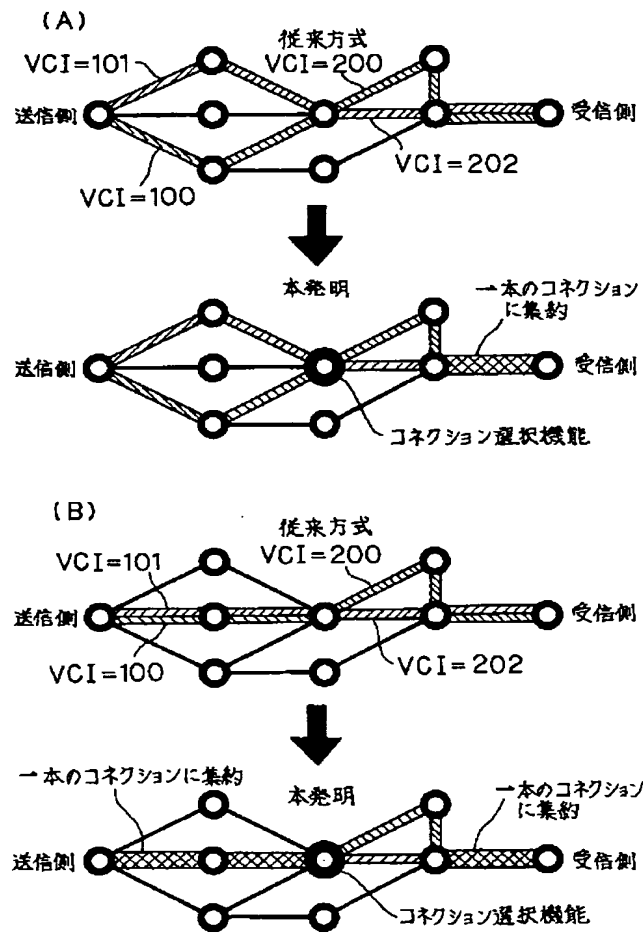 (A)
従来方式
VCI=101
VCI=200
送信側
受信側
VCI=100
VCI=202
本発明
一本のコネクション
に集約
送信側
受信側
コネクション選択機能
(B)
従来方式
VCI=101
VCI=200
送信側
受信側
VCI=100
VCI=202
一本のコネクションに集約
本発明
一本のコネクション
に集約
送信側
受信側
コネクション選択機能